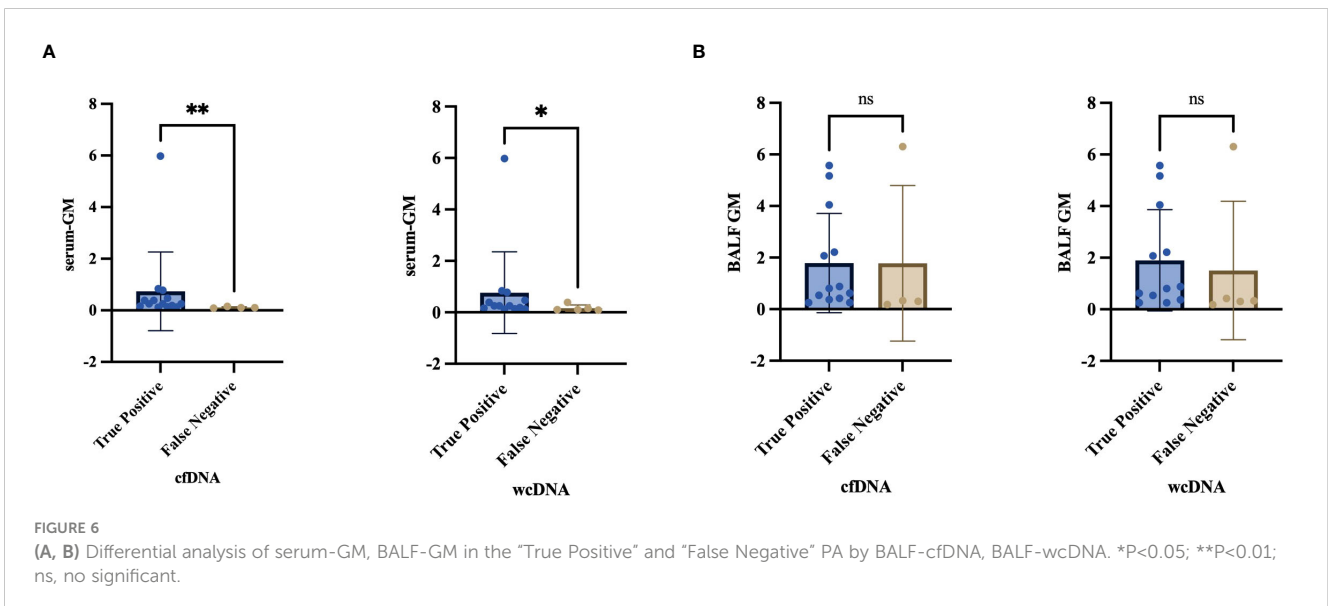 A
B
**
*
ns
ns
8
6
4
2
0
-2
serum-GM
True Positive
False Negative
cfDNA
8
6
4
2
0
-2
serum-GM
True Positive
False Negative
wcDNA
8
6
4
2
0
-2
BALF GM
True Positive
False Negative
cfDNA
8
6
4
2
0
-2
BALF GM
True Positive
False Negative
wcDNA
FIGURE 6
(A, B) Differential analysis of serum-GM, BALF-GM in the “True Positive” and “False Negative” PA by BALF-cfDNA, BALF-wcDNA. *P<0.05; **P<0.01;
ns, no significant.